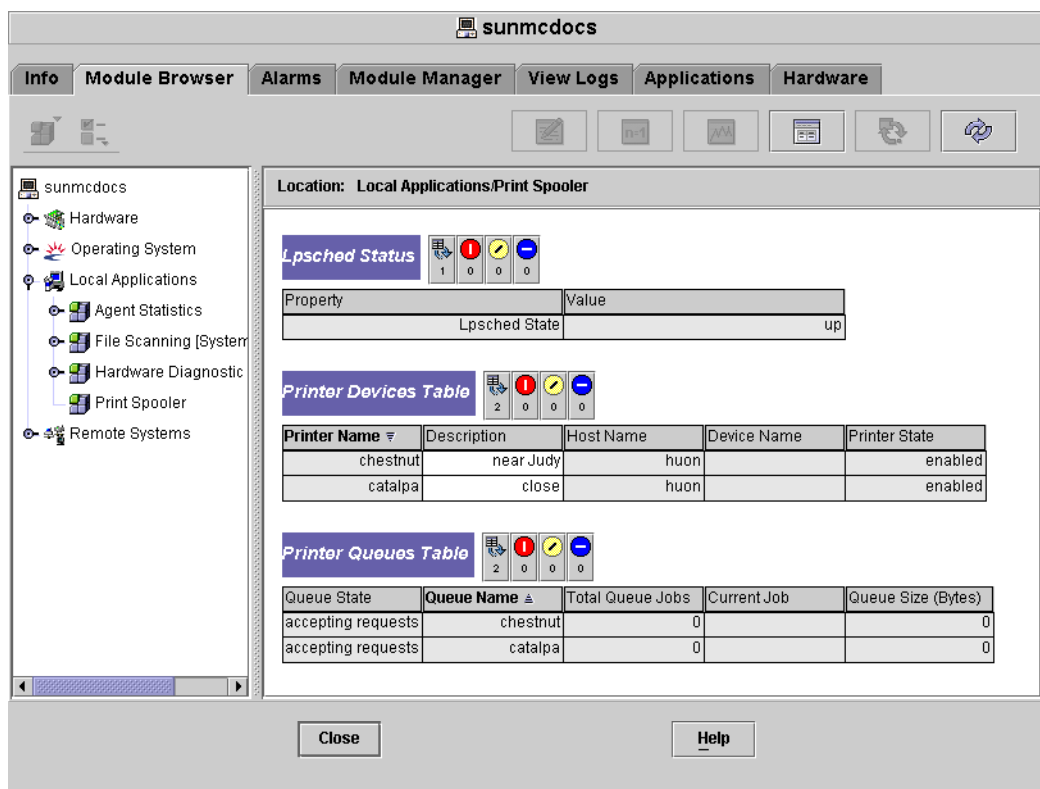 sunmcdocs
Info Module Browser Alarms Module Manager View Logs Applications Hardware
n=1
sunmcdocs
Hardware
Operating System
Local Applications
Agent Statistics
File Scanning [System
Hardware Diagnostic
Print Spooler
Remote Systems
Location: Local Applications/Print Spooler
Lpsched Status
1 0 0 0
Property Value
Lpsched State up
Printer Devices Table
2 0 0 0
Printer Name Description Host Name Device Name Printer State
chestnut near Judy huon enabled
catalpa close huon enabled
Printer Queues Table
2 0 0 0
Queue State Queue Name Total Queue Jobs Current Job Queue Size (Bytes)
accepting requests chestnut 0 0
accepting requests catalpa 0 0
Close Help